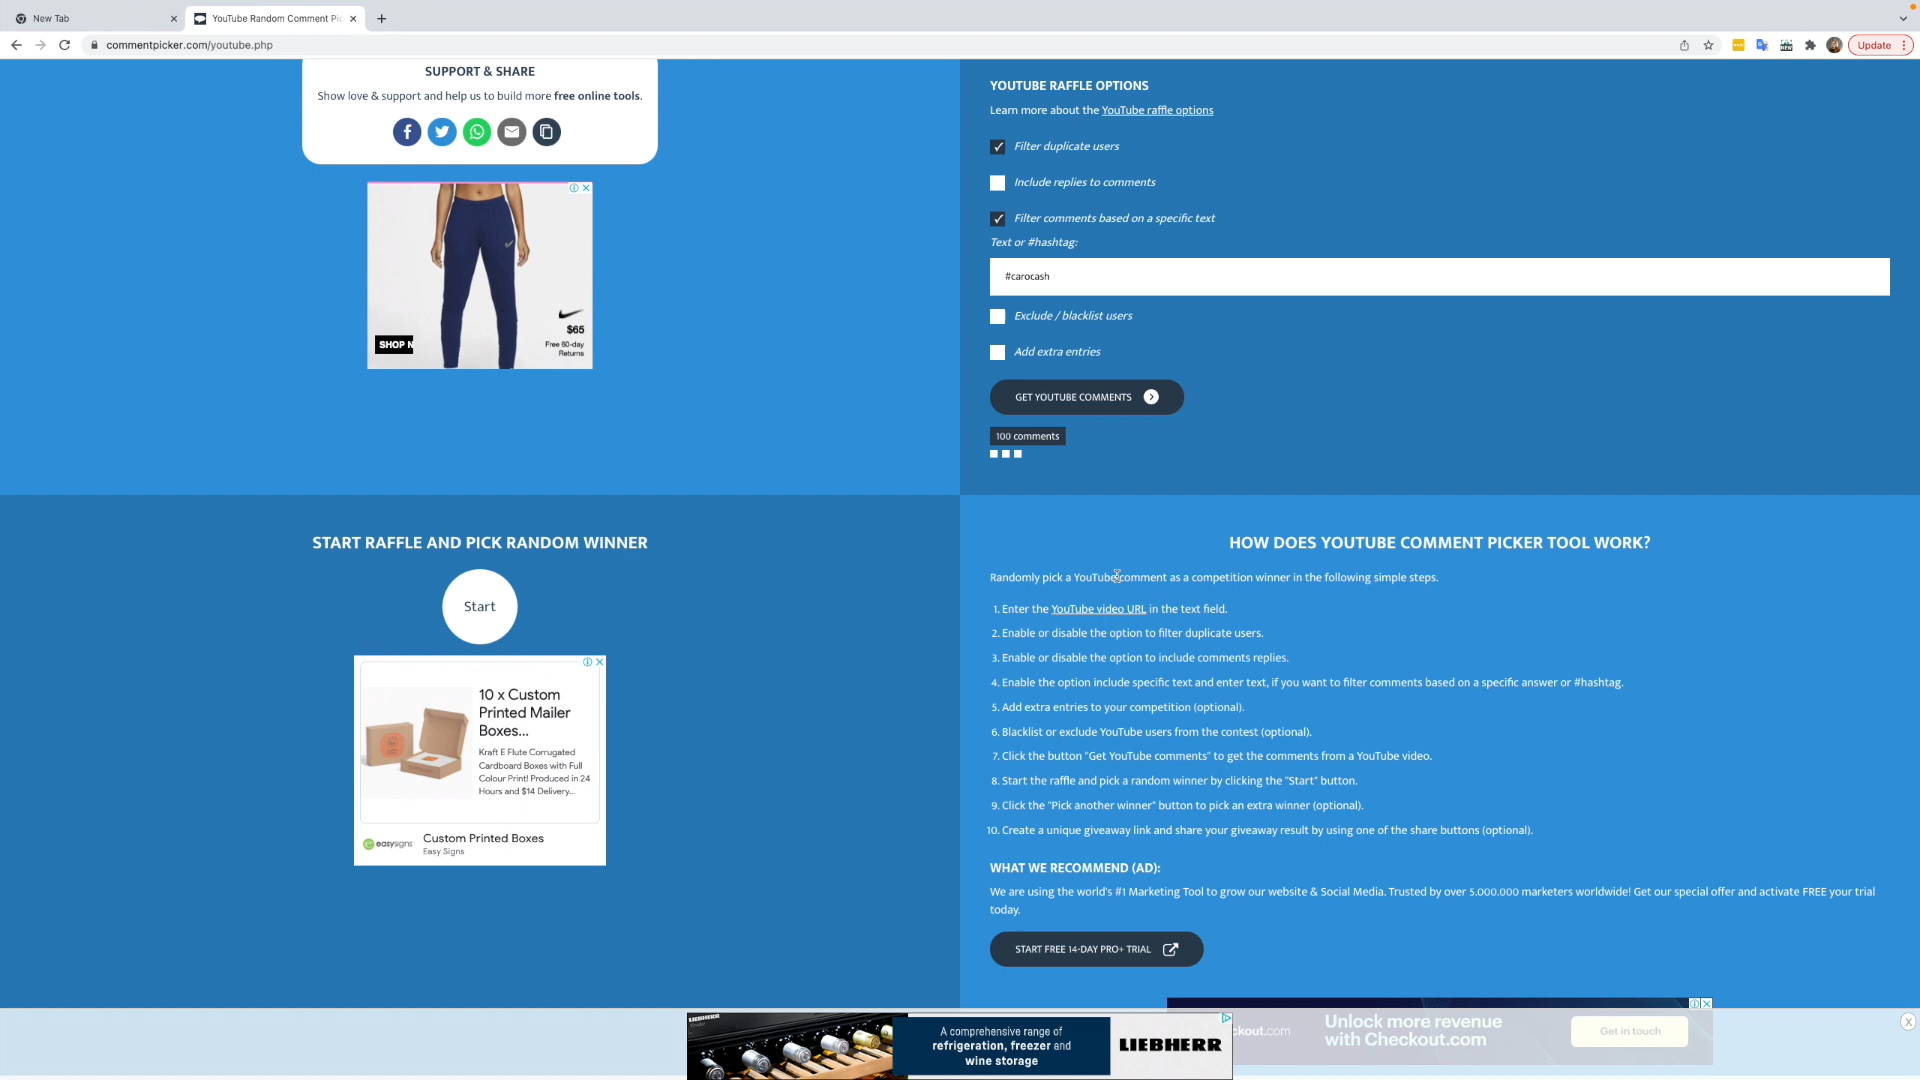 New Tab
YouTube Random Comment Pic
commentpicker.com/youtube.php
Update
SUPPORT & SHARE
Show love & support and help us to build more free online tools.
SHOP N
$65
Free 60-day
Returns
YOUTUBE RAFFLE OPTIONS
Learn more about the YouTube raffle options
Filter duplicate users
Include replies to comments
Filter comments based on a specific text
Text or #hashtag:
#carocash
Exclude / blacklist users
Add extra entries
GET YOUTUBE COMMENTS
100 comments
START RAFFLE AND PICK RANDOM WINNER
Start
10 x Custom
Printed Mailer
Boxes...
Kraft E Flute Corrugated
Cardboard Boxes with Full
Colour Print! Produced in 24
Hours and $14 Delivery...
easysigns
Custom Printed Boxes
Easy Signs
HOW DOES YOUTUBE COMMENT PICKER TOOL WORK?
Randomly pick a YouTube comment as a competition winner in the following simple steps.
1. Enter the YouTube video URL in the text field.
2. Enable or disable the option to filter duplicate users.
3. Enable or disable the option to include comments replies.
4. Enable the option include specific text and enter text, if you want to filter comments based on a specific answer or #hashtag.
5. Add extra entries to your competition (optional).
6. Blacklist or exclude YouTube users from the contest (optional).
7. Click the button "Get YouTube comments" to get the comments from a YouTube video.
8. Start the raffle and pick a random winner by clicking the "Start" button.
9. Click the "Pick another winner" button to pick an extra winner (optional).
10. Create a unique giveaway link and share your giveaway result by using one of the share buttons (optional).
WHAT WE RECOMMEND (AD):
We are using the world's #1 Marketing Tool to grow our website & Social Media. Trusted by over 5.000.000 marketers worldwide! Get our special offer and activate FREE your trial
today.
START FREE 14-DAY PRO+ TRIAL
LIEBHERR
A comprehensive range of
refrigeration, freezer and
wine storage
LIEBHERR
ckout.com
Unlock more revenue
with Checkout.com
Get in touch
X